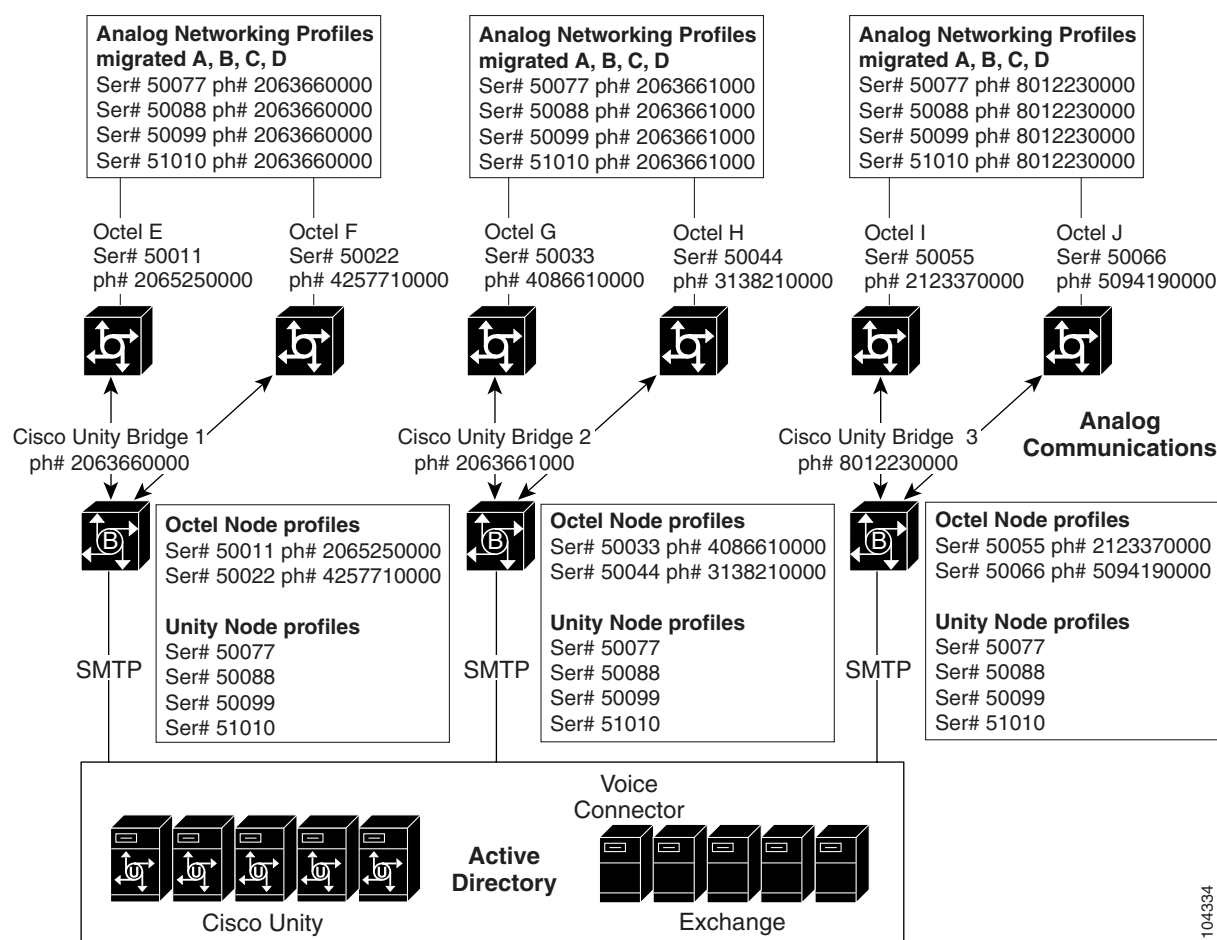 Analog Networking Profiles
migrated A, B, C, D
Ser# 50077 ph# 2063660000
Ser# 50088 ph# 2063660000
Ser# 50099 ph# 2063660000
Ser# 51010 ph# 2063660000
Analog Networking Profiles
migrated A, B, C, D
Ser# 50077 ph# 2063661000
Ser# 50088 ph# 2063661000
Ser# 50099 ph# 2063661000
Ser# 51010 ph# 2063661000
Analog Networking Profiles
migrated A, B, C, D
Ser# 50077 ph# 8012230000
Ser# 50088 ph# 8012230000
Ser# 50099 ph# 8012230000
Ser# 51010 ph# 8012230000
Octel E
Ser# 50011
ph# 2065250000
Octel F
Ser# 50022
ph# 4257710000
Octel G
Ser# 50033
ph# 4086610000
Octel H
Ser# 50044
ph# 3138210000
Octel I
Ser# 50055
ph# 2123370000
Octel J
Ser# 50066
ph# 5094190000
Cisco Unity Bridge 1
ph# 2063660000
Cisco Unity Bridge 2
ph# 2063661000
Cisco Unity Bridge 3
ph# 8012230000
Analog
Communications
B
Octel Node profiles
Ser# 50011 ph# 2065250000
Ser# 50022 ph# 4257710000
Unity Node profiles
Ser# 50077
Ser# 50088
Ser# 50099
Ser# 51010
B
Octel Node profiles
Ser# 50033 ph# 4086610000
Ser# 50044 ph# 3138210000
Unity Node profiles
Ser# 50077
Ser# 50088
Ser# 50099
Ser# 51010
B
Octel Node profiles
Ser# 50055 ph# 2123370000
Ser# 50066 ph# 5094190000
Unity Node profiles
Ser# 50077
Ser# 50088
Ser# 50099
Ser# 51010
SMTP
SMTP
SMTP
Voice
Connector
U U U U U
Active
Directory
Cisco Unity
Exchange
104334